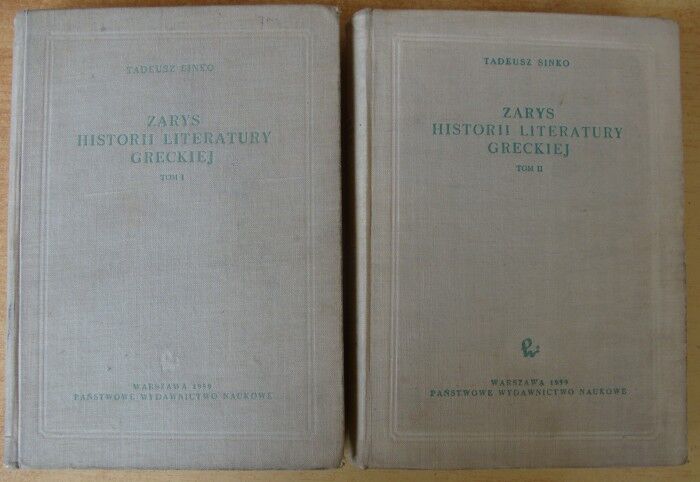 TADEUSZ SINKO
ZARYS
HISTORII LITERATURY
GRECKIEJ
TOM I
WARSZAWA 1959
PAŃSTWOWE WYDAWNICTWO NAUKOWE
TADEUSZ SINKO
ZARYS
HISTORII LITERATURY
GRECKIEJ
TOM II
WARSZAWA 1959
PAŃSTWOWE WYDAWNICTWO NAUKOWE